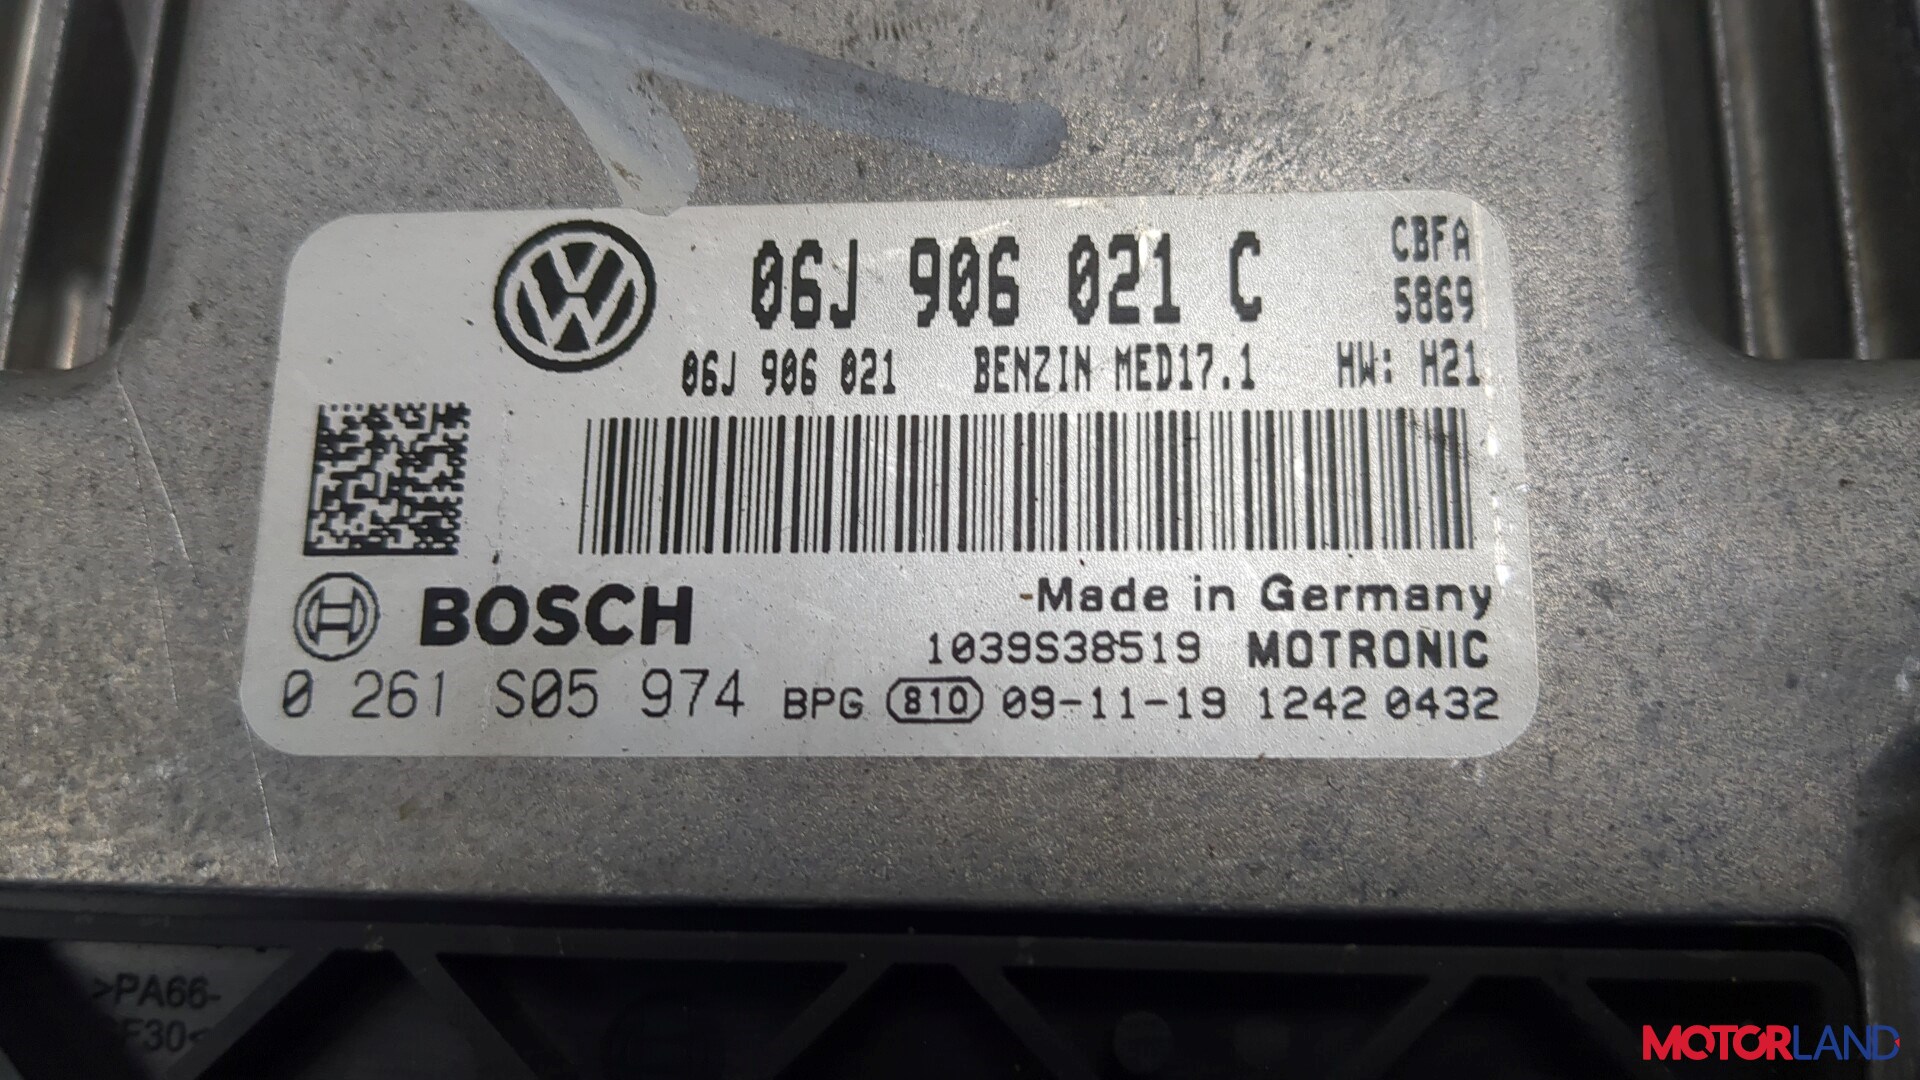 06J 906 021 C
CBFA
5869
06J 906 021 BENZIN MED17.1 HW: H21
BOSCH
-Made in Germany
1039S38519 MOTRONIC
0 261 S05 974 BPG 810 09-11-19 1242 0432
>PA66-
F30<
MOTORLAND